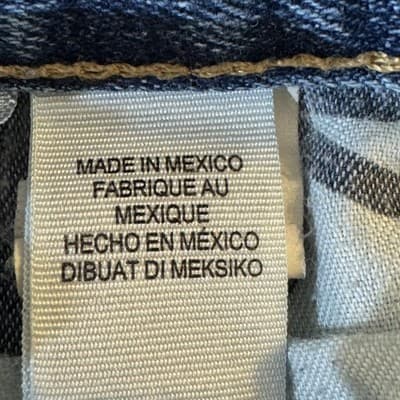 MADE IN MEXICO
FABRIQUE AU
MEXIQUE
HECHO EN MÉXICO
DIBUAT DI MEKSIKO